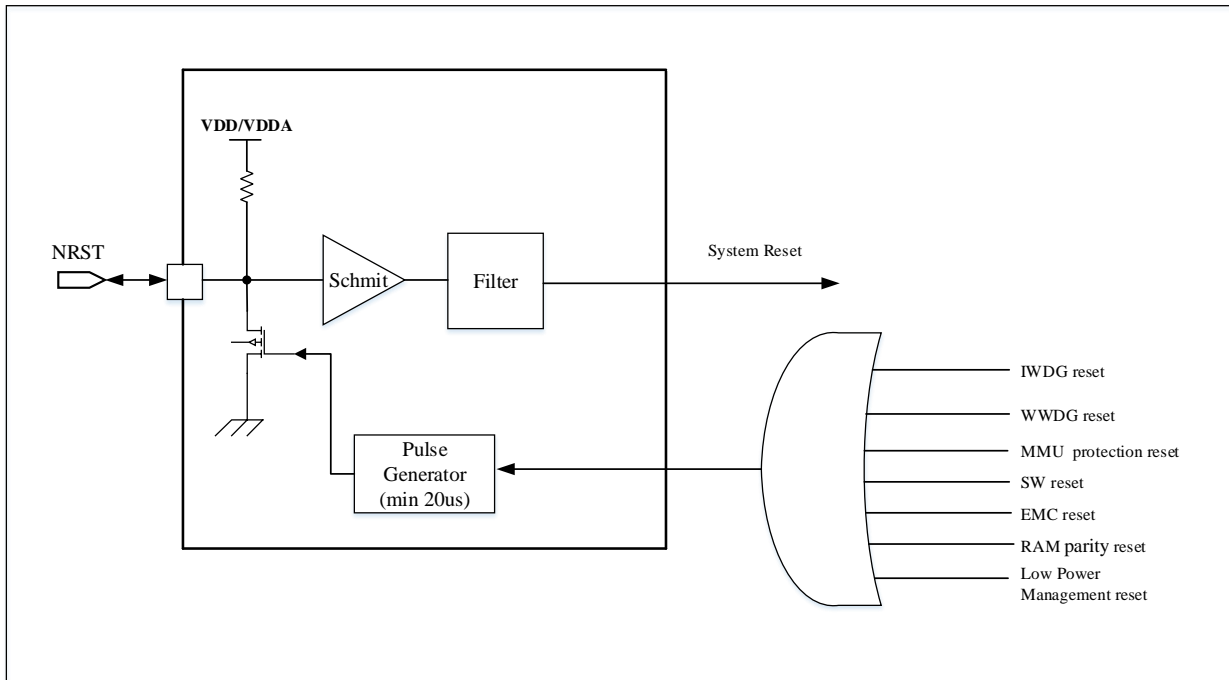 VDD/VDDA
NRST
Schmit
Filter
System Reset
Pulse
Generator
(min 20us)
IWDG reset
WWDG reset
MMU protection reset
SW reset
EMC reset
RAM parity reset
Low Power
Management reset